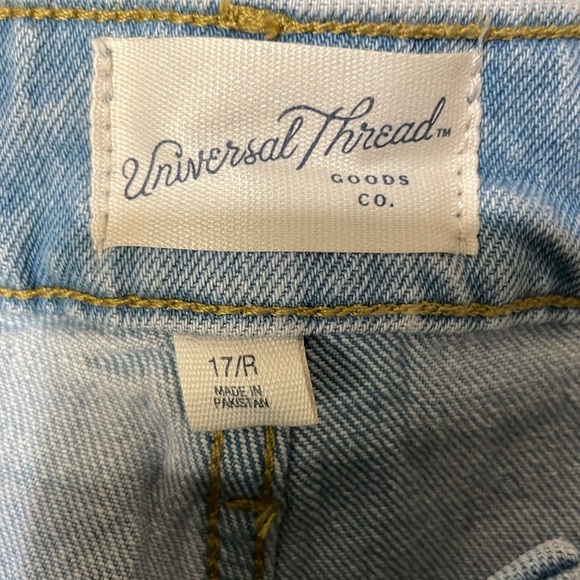 Universal Thread™
GOODS
CO.
17/R
MADE IN
PAKISTAN